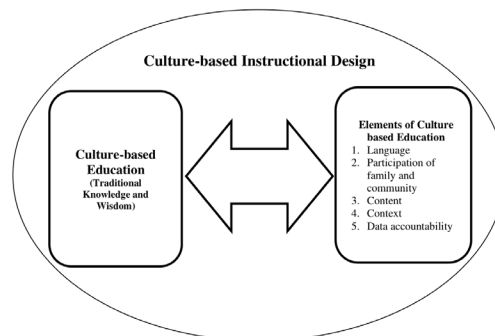 Culture-based Instructional Design
Culture-based
Education
(Traditional
Knowledge and
Wisdom)
Elements of Culture
based Education
1. Language
2. Participation of
family and
community
3. Content
4. Context
5. Data accountability